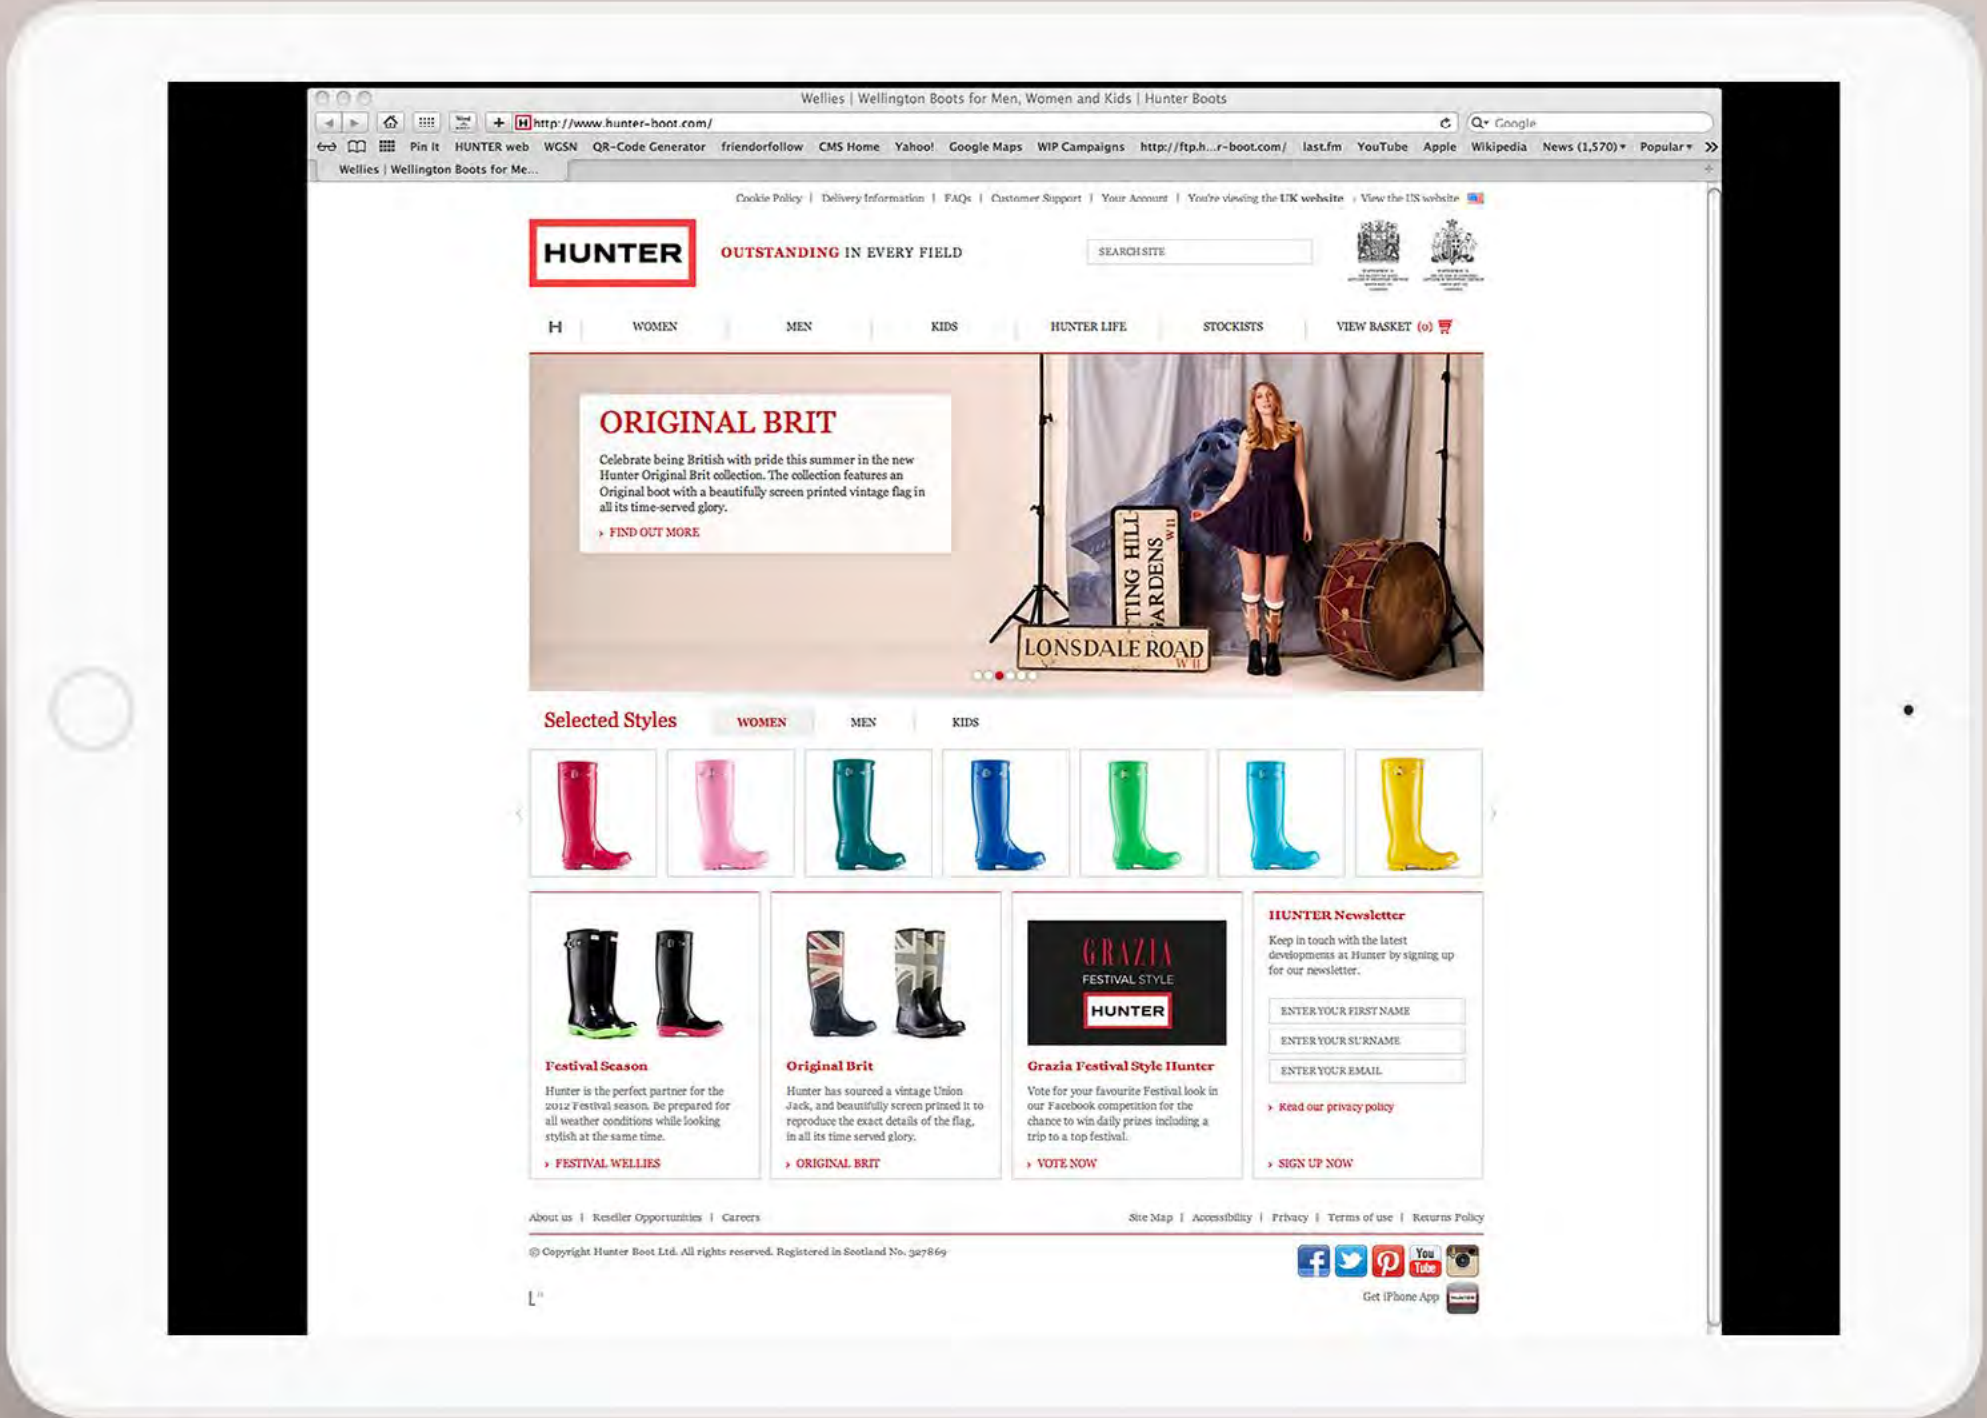 Wellies | Wellington Boots for Men, Women and Kids | Hunter Boots
http://www.hunter-boot.com/
Google
Pin It HUNTER web WGSN QR-Code Generator friendorfollow CMS Home Yahoo! Google Maps WIP Campaigns http://ftp.h...r-boot.com/ last.fm YouTube Apple Wikipedia News (1,570) Popular
Wellies | Wellington Boots for Me...
Cookie Policy | Delivery Information | FAQs | Customer Support | Your Account | You're viewing the UK website › View the US website
HUNTER
OUTSTANDING IN EVERY FIELD
SEARCH SITE
H WOMEN MEN KIDS HUNTER LIFE STOCKISTS VIEW BASKET (0)
ORIGINAL BRIT
Celebrate being British with pride this summer in the new
Hunter Original Brit collection. The collection features an
Original boot with a beautifully screen printed vintage flag in
all its time-served glory.
› FIND OUT MORE
TTING HILL
GARDENS
W11
LONSDALE ROAD
W11
Selected Styles WOMEN MEN KIDS
Festival Season
Hunter is the perfect partner for the
2012 Festival season. Be prepared for
all weather conditions while looking
stylish at the same time.
› FESTIVAL WELLIES
Original Brit
Hunter has sourced a vintage Union
Jack, and beautifully screen printed it to
reproduce the exact details of the flag,
in all its time served glory.
› ORIGINAL BRIT
GRAZIA
FESTIVAL STYLE
HUNTER
Grazia Festival Style Hunter
Vote for your favourite Festival look in
our Facebook competition for the
chance to win daily prizes including a
trip to a top festival.
› VOTE NOW
HUNTER Newsletter
Keep in touch with the latest
developments at Hunter by signing up
for our newsletter.
ENTER YOUR FIRST NAME
ENTER YOUR SURNAME
ENTER YOUR EMAIL
› Read our privacy policy
› SIGN UP NOW
About us | Reseller Opportunities | Careers
Site Map | Accessibility | Privacy | Terms of use | Returns Policy
© Copyright Hunter Boot Ltd. All rights reserved. Registered in Scotland No. 327869
You
Tube
Get iPhone App
HUNTER